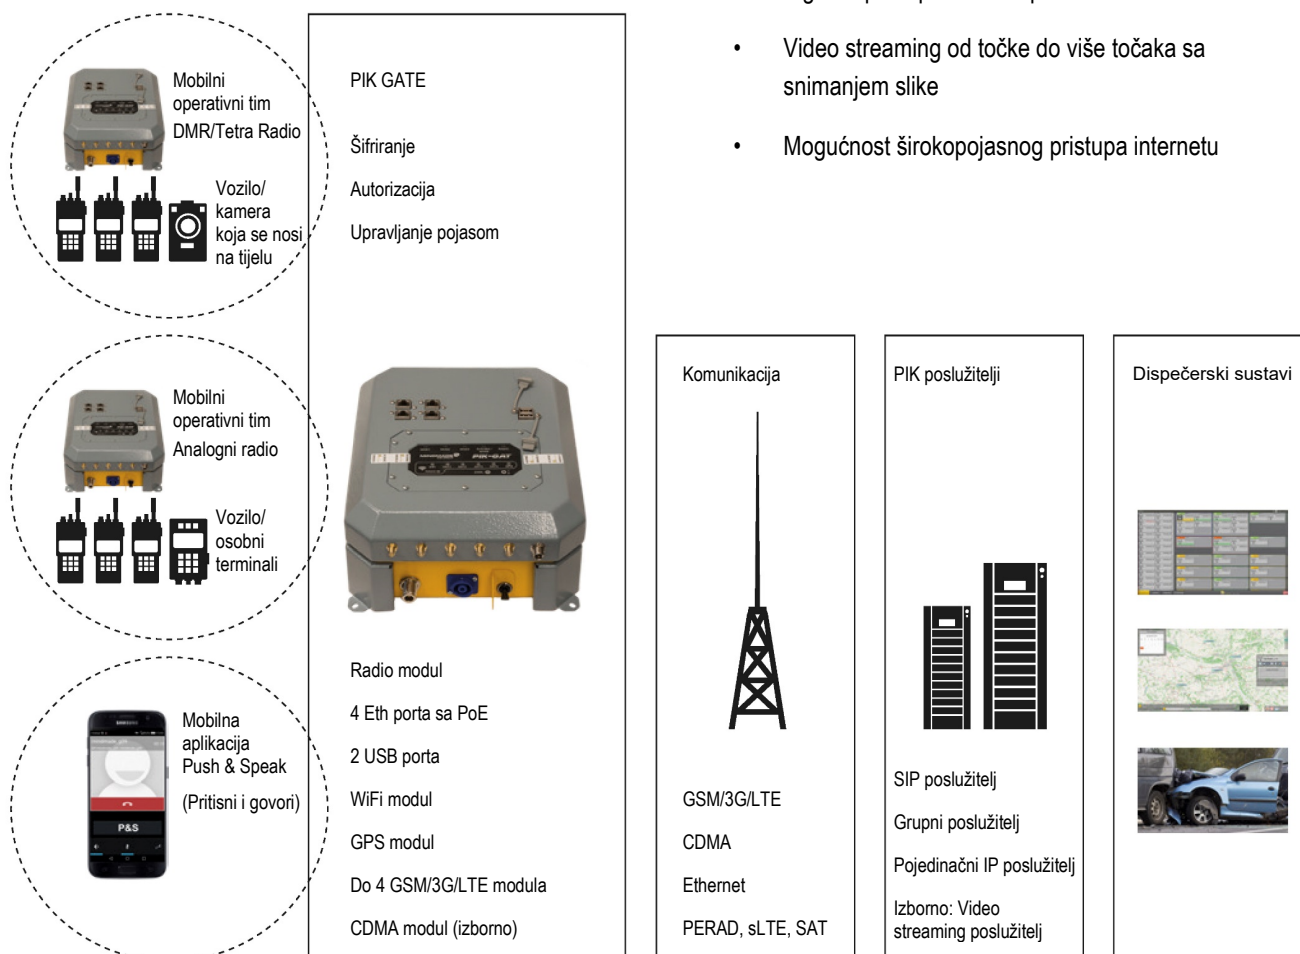 Video streaming od točke do više točaka sa
snimanjem slike
Mogućnost širokopojasnog pristupa internetu
Mobilni
operativni tim
DMR/Tetra Radio
Vozilo/
kamera
koja se nosi
na tijelu
Mobilni
operativni tim
Analogni radio
Vozilo/
osobni
terminali
Mobilna
aplikacija
Push & Speak
(Pritisni i govori)
SAMSUNG
P&S
PIK GATE
Šifriranje
Autorizacija
Upravljanje pojasom
Radio modul
4 Eth porta sa PoE
2 USB porta
WiFi modul
GPS modul
Do 4 GSM/3G/LTE modula
CDMA modul (izborno)
Komunikacija
GSM/3G/LTE
CDMA
Ethernet
PERAD, sLTE, SAT
PIK poslužitelji
SIP poslužitelj
Grupni poslužitelj
Pojedinačni IP poslužitelj
Izborno: Video
streaming poslužitelj
Dispečerski sustavi